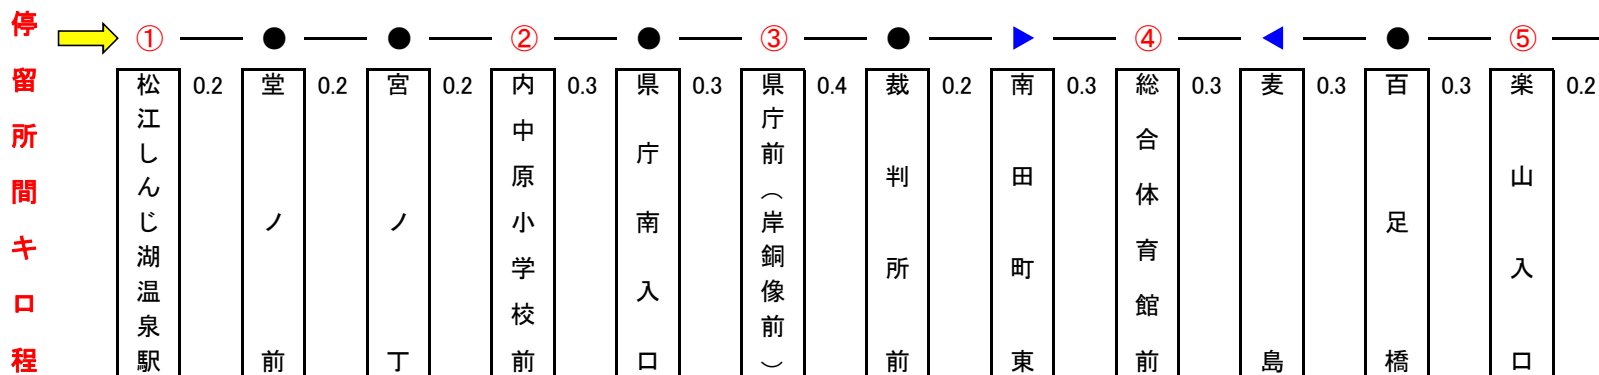 停留所間キロ程
① ② ③ ④ ⑤
松江しんじ湖温泉駅
0.2
堂ノ前
0.2
宮ノ丁
0.2
内中原小学校前
0.3
県庁南入口
0.3
県庁前（岸銅像前）
0.4
裁判所前
0.2
南田町東
0.3
総合体育館前
0.3
麦島
0.3
百足橋
0.3
楽山入口
0.2